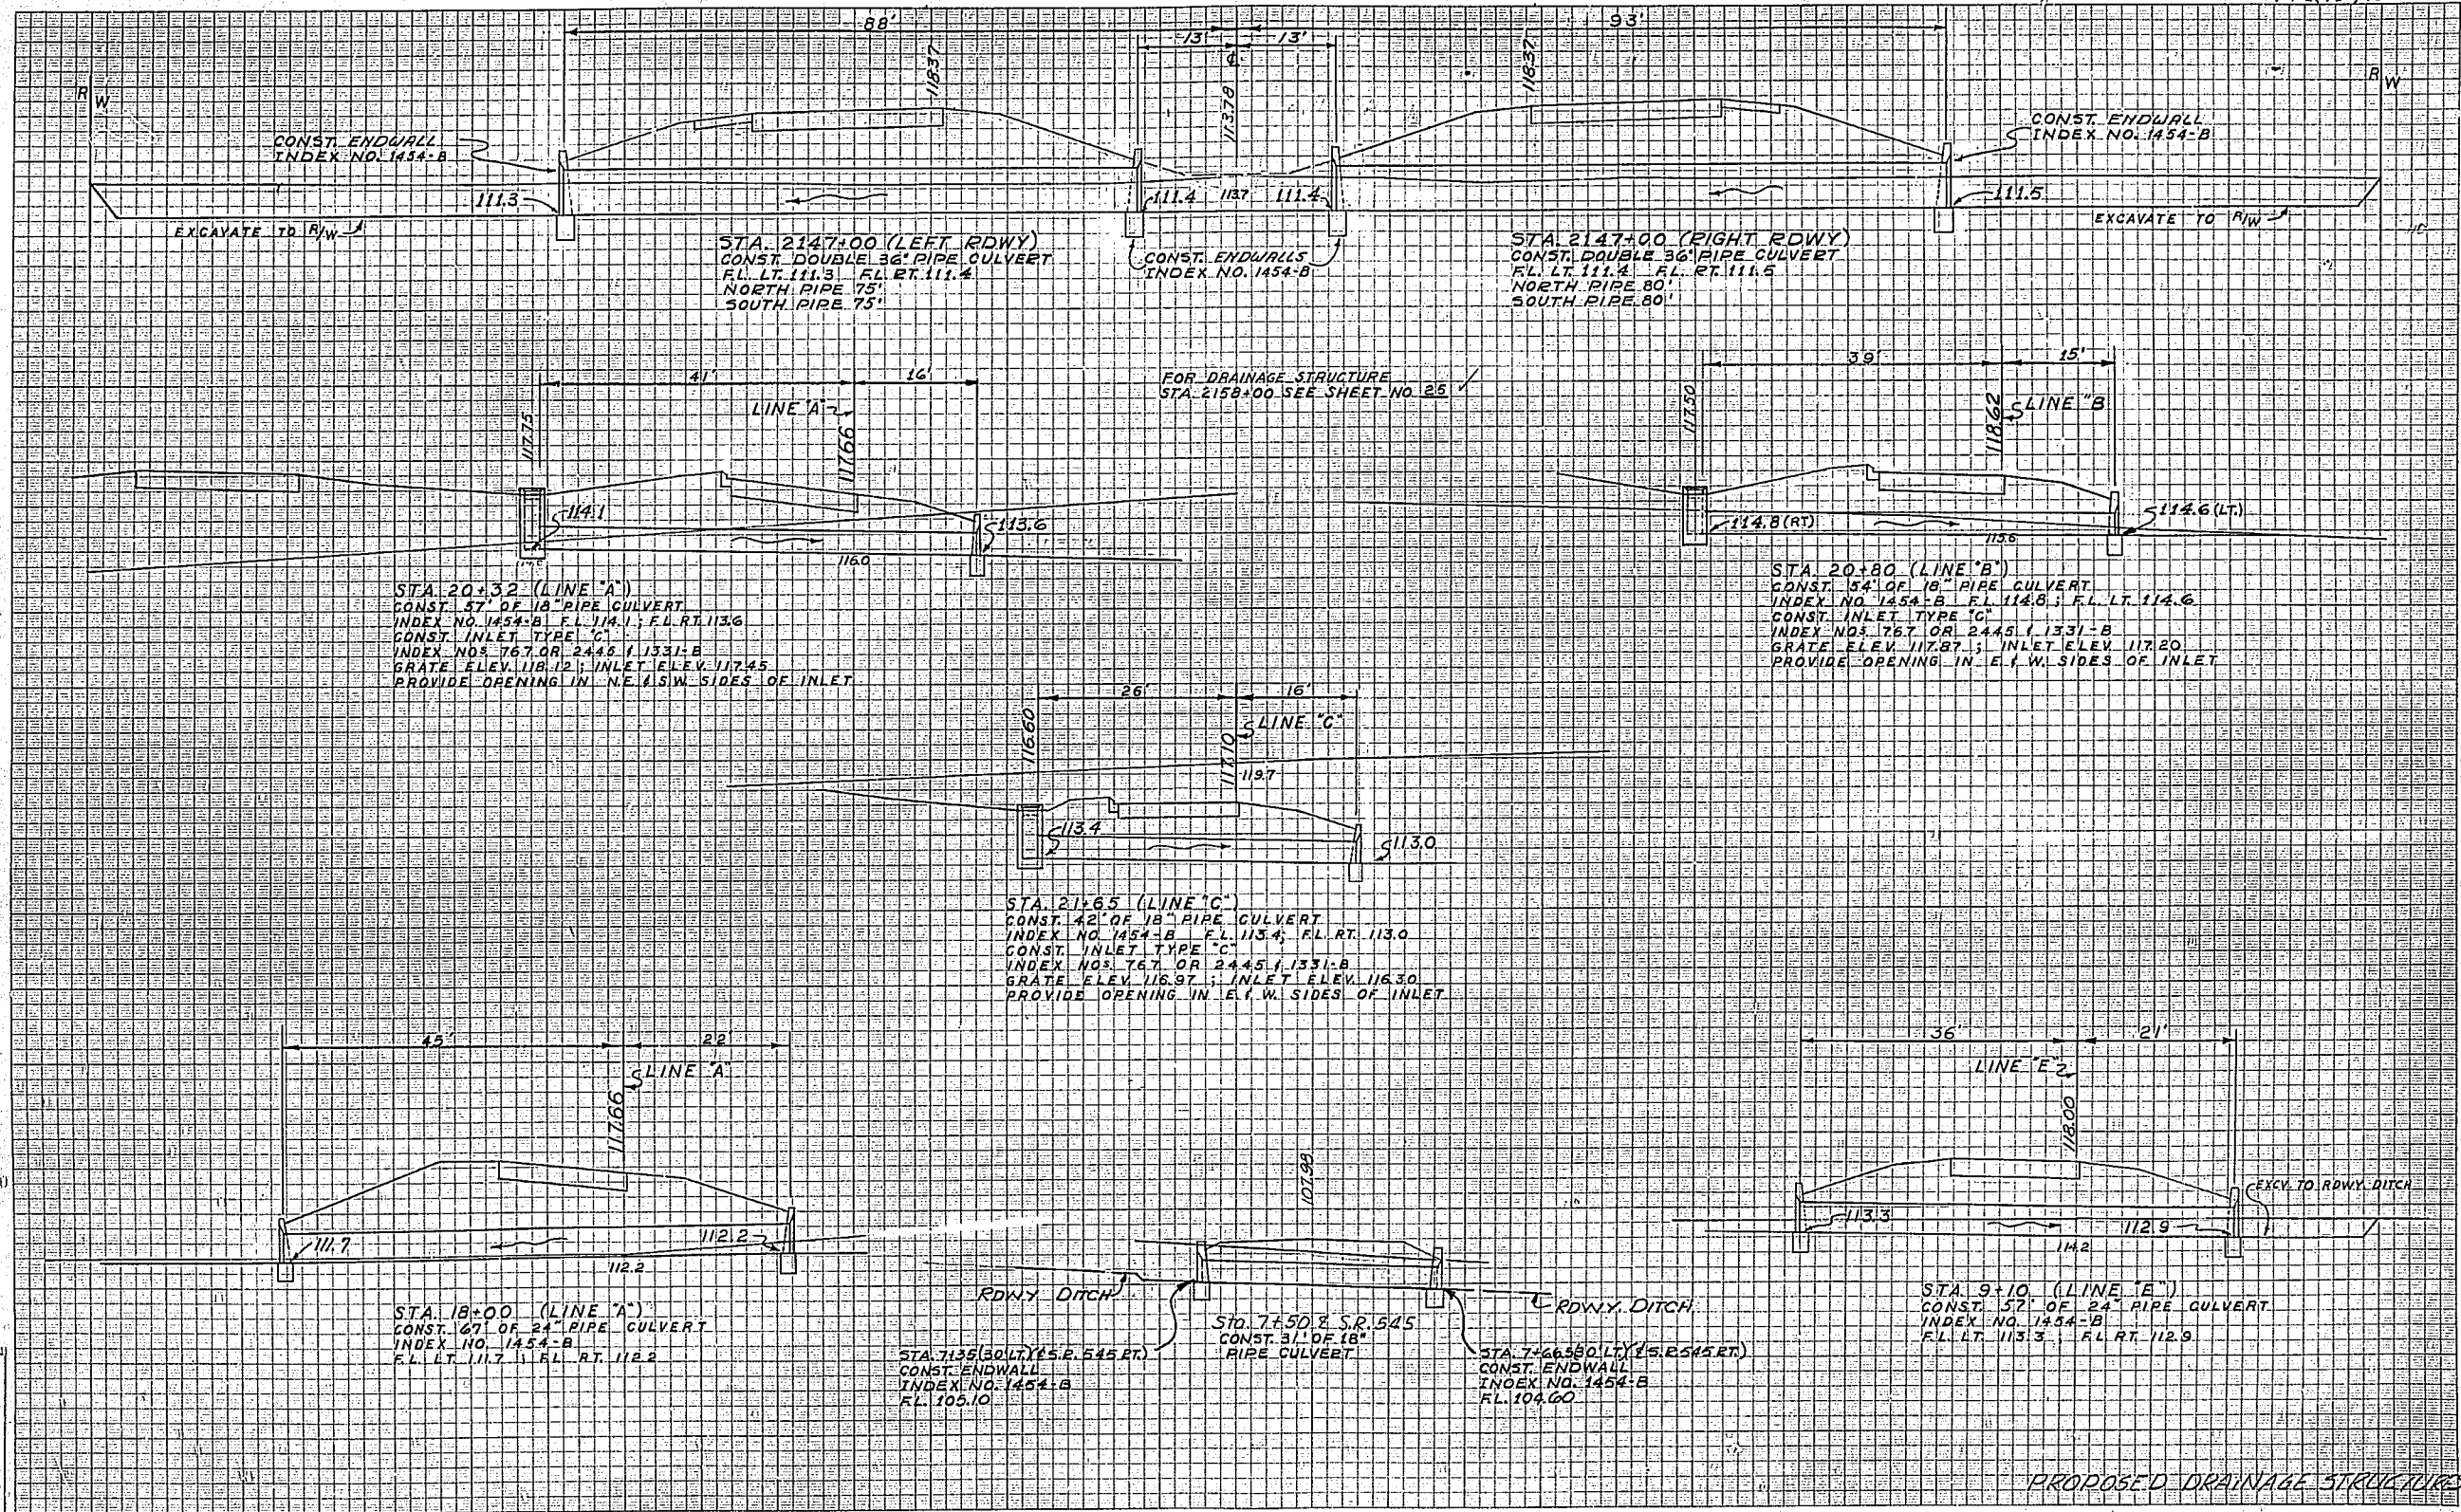 88'
93'
13'
13'
118.37
℄
113.78
118.37
R/W
R/W
CONST. ENDWALL
INDEX NO. 1454-B
CONST. ENDWALL
INDEX NO. 1454-B
111.3
111.4
113.7
111.4
111.5
EXCAVATE TO R/W
EXCAVATE TO R/W
STA. 2147+00 (LEFT RDWY)
CONST. DOUBLE 36" PIPE CULVERT
F.L. LT. 111.3 F.L. RT. 111.4
NORTH PIPE 75'
SOUTH PIPE 75'
CONST. ENDWALLS
INDEX NO. 1454-B
STA. 2147+00 (RIGHT RDWY)
CONST. DOUBLE 36" PIPE CULVERT
F.L. LT. 111.4 F.L. RT. 111.5
NORTH PIPE 80'
SOUTH PIPE 80'
41'
16'
LINE "A"
117.75
117.66
FOR DRAINAGE STRUCTURE
STA. 2158+00 SEE SHEET NO. 25
39'
15'
117.50
118.62
LINE "B
114.1
113.6
116.0
114.8 (RT)
114.6 (LT.)
115.6
STA. 20+32 (LINE "A")
CONST. 57' OF 18" PIPE CULVERT
INDEX NO. 1454-B F.L. 114.1; F.L. RT. 113.6
CONST. INLET TYPE "C"
INDEX NOS. 767 OR 2445 & 1331-B
GRATE ELEV. 118.12; INLET ELEV. 117.45
PROVIDE OPENING IN N.E. & S.W. SIDES OF INLET
STA. 20+80 (LINE "B")
CONST. 54' OF 18" PIPE CULVERT
INDEX NO. 1454-B F.L. 114.8; F.L. LT. 114.6
CONST. INLET TYPE "C"
INDEX NOS. 767 OR 2445 & 1331-B
GRATE ELEV. 117.87; INLET ELEV. 117.20
PROVIDE OPENING IN E. & W. SIDES OF INLET
26'
16'
LINE "C"
116.60
117.10
119.7
113.4
113.0
STA. 21+65 (LINE "C")
CONST. 42' OF 18" PIPE CULVERT
INDEX NO. 1454-B F.L. 113.4; F.L. RT. 113.0
CONST. INLET TYPE "C"
INDEX NOS. 767 OR 2445 & 1331-B
GRATE ELEV. 116.97; INLET ELEV. 116.30
PROVIDE OPENING IN E. & W. SIDES OF INLET
45'
22'
LINE "A"
117.66
111.7
112.2
112.2
STA. 18+00 (LINE "A")
CONST. 67' OF 24" PIPE CULVERT
INDEX NO. 1454-B
F.L. LT. 111.7; F.L. RT. 112.2
107.98
RDWY. DITCH
RDWY. DITCH
Sta. 7+50 ℄ S.R. 545
CONST. 31' OF 18"
PIPE CULVERT
STA. 7+35 (30' LT.)(℄ S.R. 545 RT.)
CONST. ENDWALL
INDEX NO. 1454-B
F.L. 105.10
STA. 7+66.5 (30' LT.)(℄ S.R. 545 RT.)
CONST. ENDWALL
INDEX NO. 1454-B
F.L. 104.60
36'
21'
LINE "E"
118.00
EXCV. TO RDWY DITCH
113.3
112.9
114.2
STA. 9+10 (LINE "E")
CONST. 57' OF 24" PIPE CULVERT
INDEX NO. 1454-B
F.L. LT. 113.3; F.L. RT. 112.9
PROPOSED DRAINAGE STRUCTURE